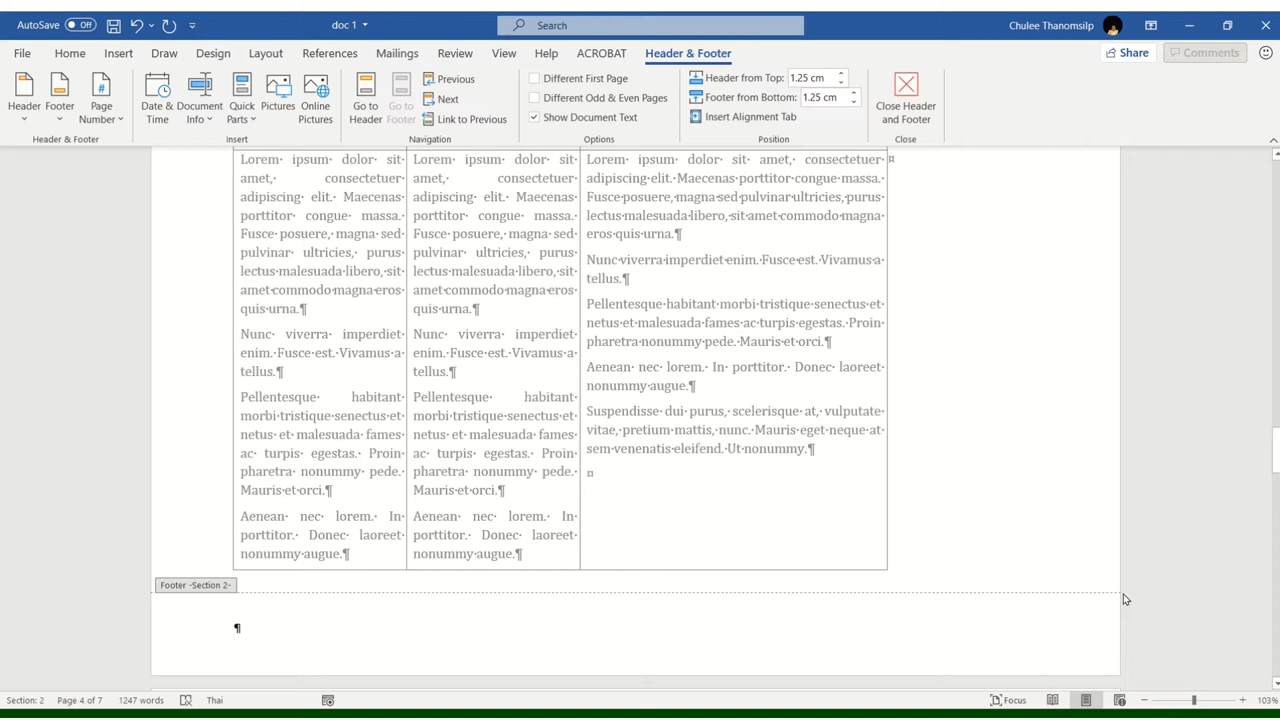 AutoSave Off
doc 1
Search
Chulee Thanomsilp
File Home Insert Draw Design Layout References Mailings Review View Help ACROBAT Header & Footer
Share Comments
Header
Footer
Page Number
Header & Footer
Date & Time
Document Info
Quick Parts
Pictures
Online Pictures
Insert
Go to Header
Go to Footer
Previous
Next
Link to Previous
Navigation
Different First Page
Different Odd & Even Pages
Show Document Text
Options
Header from Top: 1.25 cm
Footer from Bottom: 1.25 cm
Insert Alignment Tab
Position
Close Header and Footer
Close
Lorem· ipsum· dolor· sit·
amet,· consectetuer·
adipiscing· elit.· Maecenas·
porttitor· congue· massa.·
Fusce· posuere,· magna· sed·
pulvinar· ultricies,· purus·
lectus·malesuada·libero,·sit·
amet·commodo·magna·eros·
quis·urna.¶
Nunc· viverra· imperdiet·
enim.· Fusce·est.· Vivamus·a·
tellus.¶
Pellentesque· habitant·
morbi·tristique·senectus·et·
netus· et· malesuada· fames·
ac· turpis· egestas.· Proin·
pharetra· nonummy· pede.·
Mauris·et·orci.¶
Aenean· nec· lorem.· In·
porttitor.· Donec· laoreet·
nonummy·augue.¶
Lorem· ipsum· dolor· sit·
amet,· consectetuer·
adipiscing· elit.· Maecenas·
porttitor· congue· massa.·
Fusce· posuere,· magna· sed·
pulvinar· ultricies,· purus·
lectus·malesuada·libero,·sit·
amet·commodo·magna·eros·
quis·urna.¶
Nunc· viverra· imperdiet·
enim.· Fusce·est.· Vivamus·a·
tellus.¶
Pellentesque· habitant·
morbi·tristique·senectus·et·
netus· et· malesuada· fames·
ac· turpis· egestas.· Proin·
pharetra· nonummy· pede.·
Mauris·et·orci.¶
Aenean· nec· lorem.· In·
porttitor.· Donec· laoreet·
nonummy·augue.¶
Lorem· ipsum· dolor· sit· amet,· consectetuer· ¤
adipiscing·elit.·Maecenas·porttitor·congue·massa.·
Fusce·posuere,·magna·sed·pulvinar·ultricies,·purus·
lectus·malesuada·libero,·sit·amet·commodo·magna·
eros·quis·urna.¶
Nunc·viverra·imperdiet·enim.·Fusce·est.·Vivamus·a·
tellus.¶
Pellentesque·habitant·morbi·tristique·senectus·et·
netus·et·malesuada·fames·ac·turpis·egestas.·Proin·
pharetra·nonummy·pede.·Mauris·et·orci.¶
Aenean· nec· lorem.· In· porttitor.· Donec· laoreet·
nonummy·augue.¶
Suspendisse· dui· purus,· scelerisque· at,· vulputate·
vitae,·pretium·mattis,·nunc.·Mauris·eget·neque·at·
sem·venenatis·eleifend.·Ut·nonummy.¶
¤
Footer -Section 2-
¶
Section: 2 Page 4 of 7 1247 words Thai Focus 103%